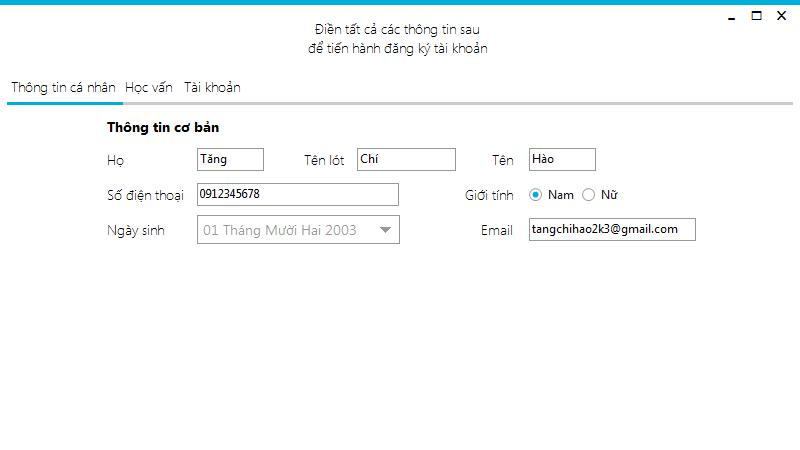 Điền tất cả các thông tin sau
để tiến hành đăng ký tài khoản
Thông tin cá nhân Học vấn Tài khoản
Thông tin cơ bản
Họ Tăng Tên lót Chí Tên Hào
Số điện thoại 0912345678 Giới tính Nam Nữ
Ngày sinh 01 Tháng Mười Hai 2003 Email tangchihao2k3@gmail.com